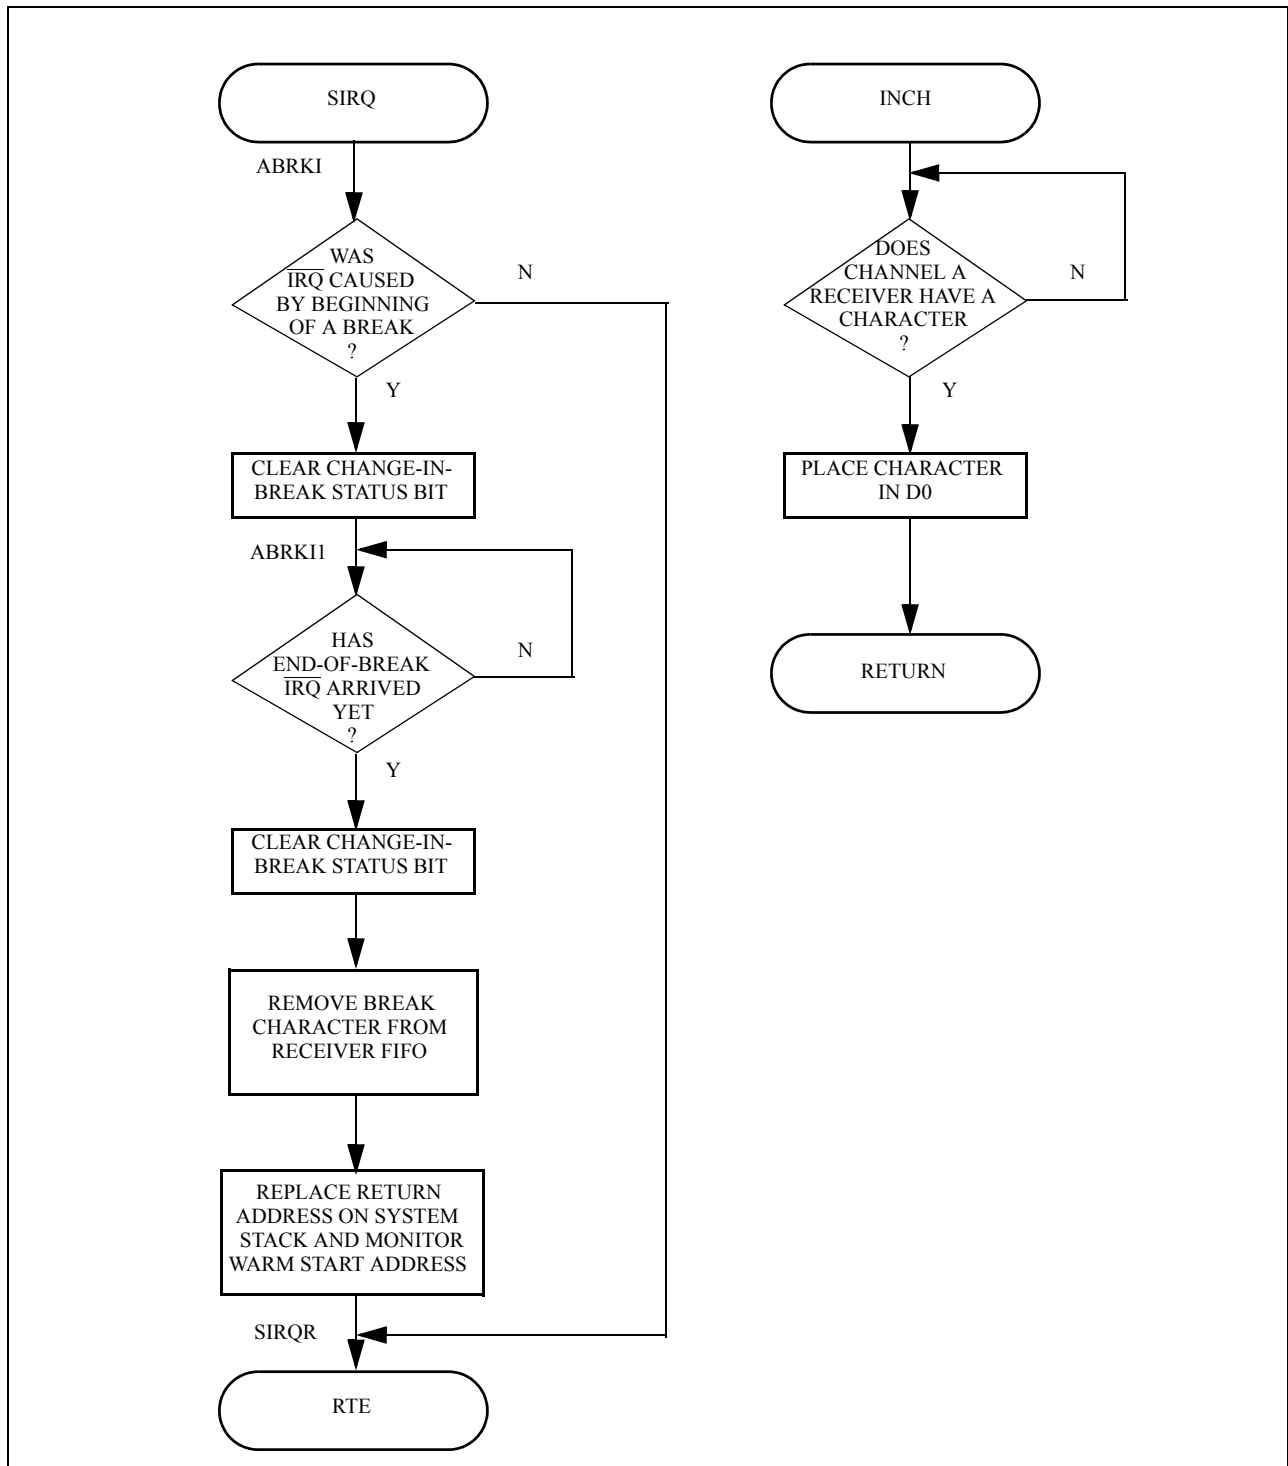 SIRQ
ABRKI
WAS
IRQ CAUSED
BY BEGINNING
OF A BREAK
?
N
Y
CLEAR CHANGE-IN-
BREAK STATUS BIT
ABRKI1
HAS
END-OF-BREAK
IRQ ARRIVED
YET
?
N
Y
CLEAR CHANGE-IN-
BREAK STATUS BIT
REMOVE BREAK
CHARACTER FROM
RECEIVER FIFO
REPLACE RETURN
ADDRESS ON SYSTEM
STACK AND MONITOR
WARM START ADDRESS
SIRQR
RTE
INCH
DOES
CHANNEL A
RECEIVER HAVE A
CHARACTER
?
N
Y
PLACE CHARACTER
IN D0
RETURN